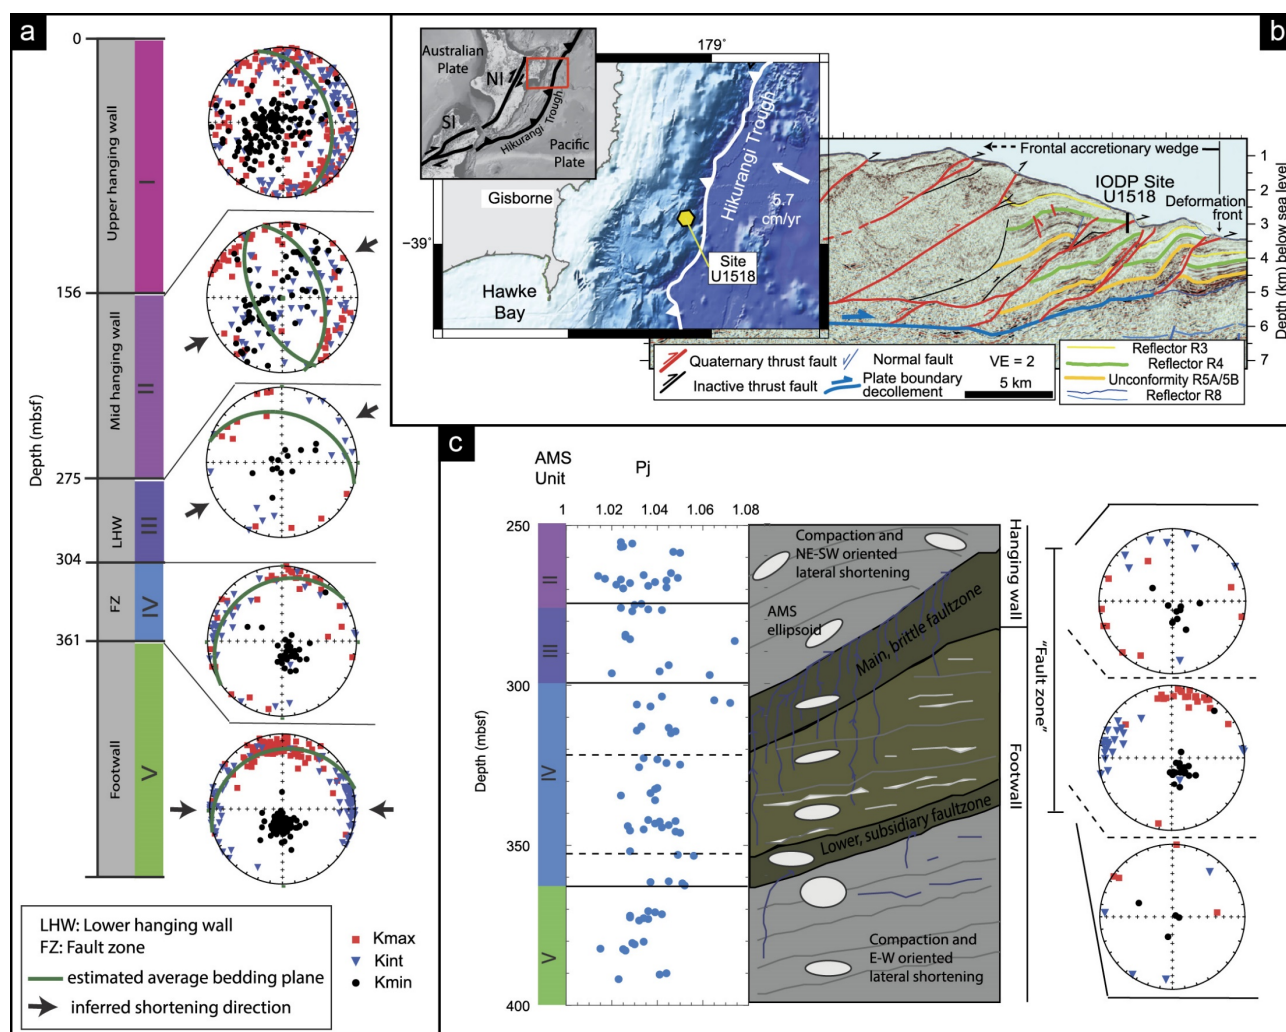 a
0
156
275
304
361
Depth (mbsf)
Upper hanging wall
Mid hanging wall
LHW
FZ
Footwall
I
II
III
IV
V
LHW: Lower hanging wall
FZ: Fault zone
estimated average bedding plane
inferred shortening direction
Kmax
Kint
Kmin
b
179°
Australian
Plate
NI
SI
Hikurangi Trough
Pacific
Plate
Gisborne
−39°
Hawke
Bay
Hikurangi Trough
5.7
cm/yr
Site
U1518
Frontal accretionary wedge
IODP Site
U1518
Deformation
front
1
2
3
4
5
6
7
Depth (km) below sea level
Quaternary thrust fault
Normal fault
VE = 2
Inactive thrust fault
Plate boundary
decollement
5 km
Reflector R3
Reflector R4
Unconformity R5A/5B
Reflector R8
c
AMS
Unit
Pj
1
1.02
1.04
1.06
1.08
250
300
350
400
Depth (mbsf)
II
III
IV
V
Compaction and
NE-SW oriented
lateral shortening
AMS
ellipsoid
Main, brittle faultzone
Lower, subsidiary faultzone
Compaction and
E-W oriented
lateral shortening
Hanging wall
Footwall
"Fault zone"